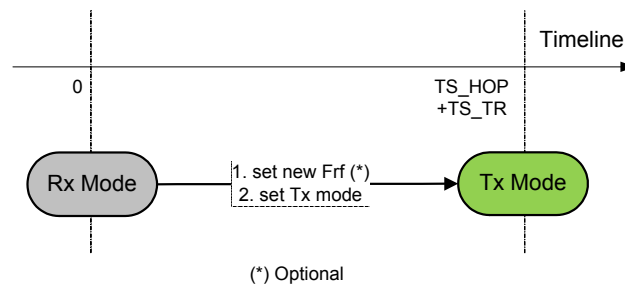 Timeline
0
TS_HOP
+TS_TR
Rx Mode
1. set new Frf (*)
2. set Tx mode
Tx Mode
(*) Optional